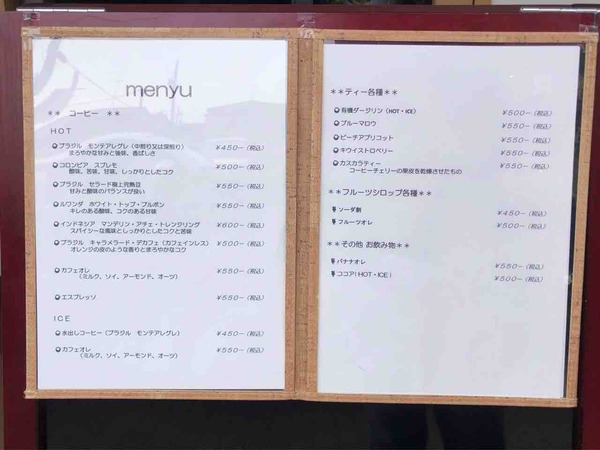 menyu
** コーヒー **
HOT
ブラジル モンテアレグレ（中煎り又は深煎り） ¥450-(税込)
まろやかな甘みと後味、香ばしさ
コロンビア スプレモ ¥500-(税込)
酸味、苦味、甘味、しっかりとしたコク
ブラジル セラード樹上完熟豆 ¥550-(税込)
甘みと酸味のバランスが良い
ルワンダ ホワイト・トップ・ブルボン ¥550-(税込)
キレのある酸味、コクのある甘味
インドネシア マンデリン・アチェ・トレンジリング ¥600-(税込)
スパイシーな風味としっかりとしたコクと苦味
ブラジル キャラメラード・デカフェ（カフェインレス） ¥500-(税込)
オレンジの皮のような香りとまろやかなコク
カフェオレ ¥550-(税込)
（ミルク、ソイ、アーモンド、オーツ）
エスプレッソ ¥550-(税込)
ICE
水出しコーヒー（ブラジル モンテアレグレ） ¥450-(税込)
カフェオレ ¥550-(税込)
（ミルク、ソイ、アーモンド、オーツ）
**ティー各種**
有機ダージリン（HOT・ICE） ¥500-(税込)
ブルーマロウ ¥550-(税込)
ピーチアプリコット ¥550-(税込)
キウイストロベリー ¥550-(税込)
カスカラティー ¥550-(税込)
コーヒーチェリーの果皮を乾燥させたもの
**フルーツシロップ各種**
ソーダ割 ¥450-(税込)
フルーツオレ ¥500-(税込)
**その他 お飲み物**
バナナオレ ¥550-(税込)
ココア(HOT・ICE) ¥500-(税込)